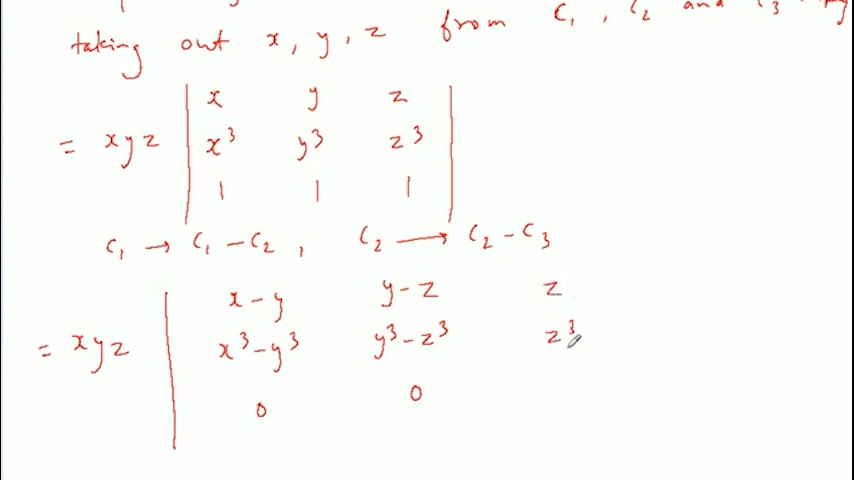 taking out x, y, z from C₁, C₂ and C₃
x y z
= xyz x³ y³ z³
1 1 1
C₁ → C₁ - C₂, C₂ → C₂ - C₃
x - y y - z z
= xyz x³ - y³ y³ - z³ z³
0 0